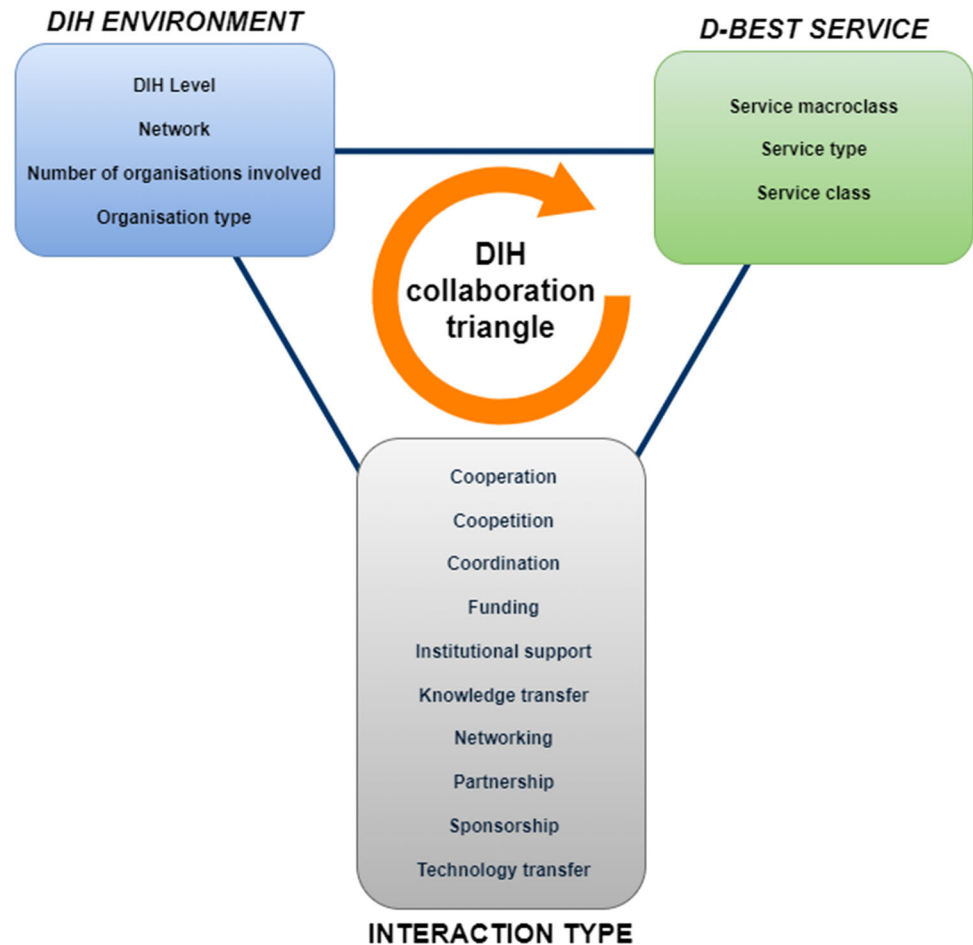 DIH ENVIRONMENT
DIH Level
Network
Number of organisations involved
Organisation type
D-BEST SERVICE
Service macroclass
Service type
Service class
DIH
collaboration
triangle
Cooperation
Coopetition
Coordination
Funding
Institutional support
Knowledge transfer
Networking
Partnership
Sponsorship
Technology transfer
INTERACTION TYPE